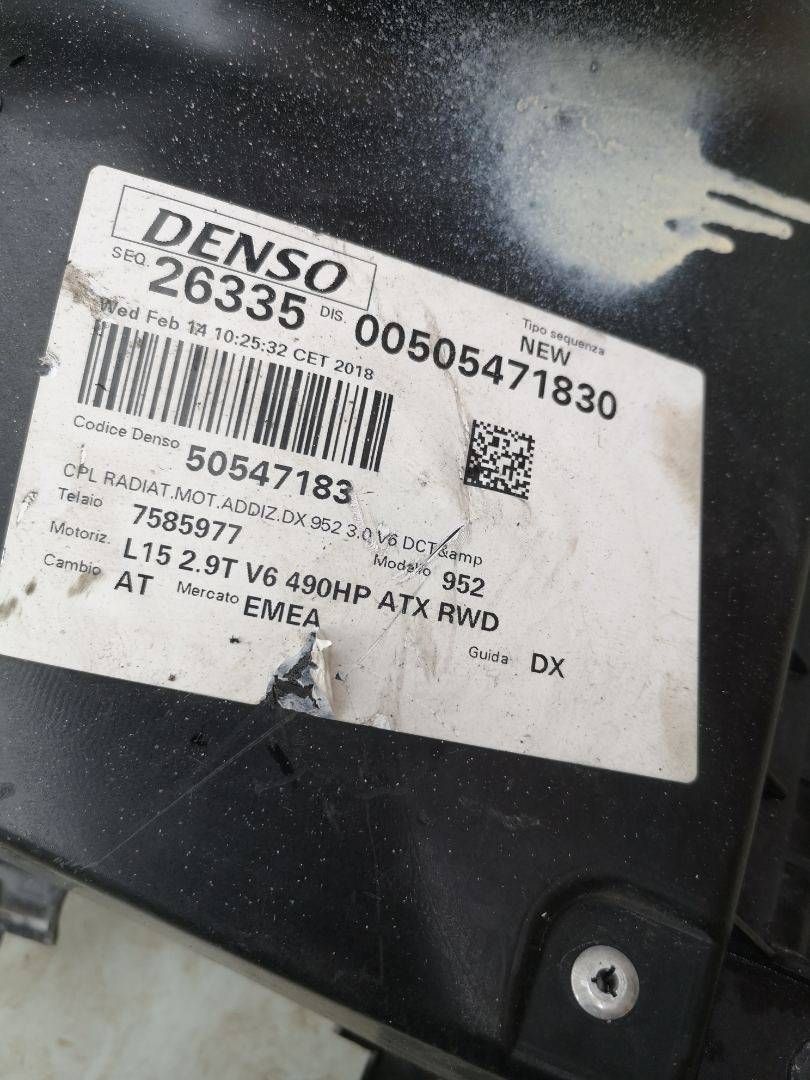 DENSO
SEQ. 26335 DIS. 00505471830
Tipo sequenza
NEW
Wed Feb 14 10:25:32 CET 2018
Codice Denso 50547183
CPL RADIAT.MOT.ADDIZ.DX 952 3.0 V6 DCT&amp
Telaio 7585977 Modello 952
Motoriz. L15 2.9T V6 490HP ATX RWD
Cambio AT Mercato EMEA
Guida DX